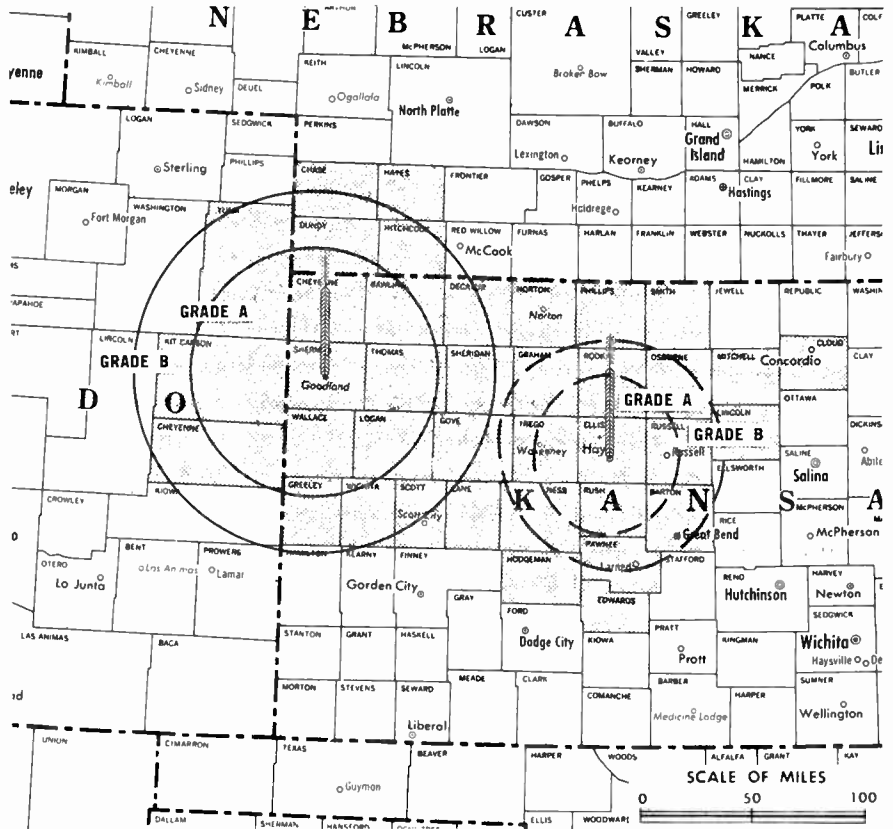 N E B R A S K A
ARTHUR
CUSTER
GREELEY
PLATTE
KIMBALL
CHEYENNE
McPHERSON
LOGAN
VALLEY
NANCE
Columbus
yenne
Kimball
Sidney
DEUEL
KEITH
Ogallala
LINCOLN
North Platte
Broken Bow
SHERMAN
HOWARD
MERRICK
POLK
BUTLER
LOGAN
SEDGWICK
PERKINS
DAWSON
BUFFALO
HALL
Grand
Island
YORK
York
SEWARD
Sterling
PHILLIPS
Lexington
Kearney
HAMILTON
eley
MORGAN
Fort Morgan
WASHINGTON
YUMA
CHASE
HAYES
FRONTIER
GOSPER
PHELPS
Holdrege
KEARNEY
ADAMS
Hastings
CLAY
FILLMORE
SALINE
DUNDY
HITCHCOCK
RED WILLOW
McCook
FURNAS
HARLAN
FRANKLIN
WEBSTER
NUCKOLLS
THAYER
Fairbury
CHEYENNE
DECATUR
NORTON
Norton
PHILLIPS
SMITH
JEWELL
REPUBLIC
GRADE A
APAHOE
LINCOLN
KIT CARSON
GRADE B
SHERMAN
Goodland
THOMAS
SHERIDAN
GRAHAM
ROOKS
OSBORNE
MITCHELL
CLOUD
Concordia
CLAY
D O
GRADE A
OTTAWA
CHEYENNE
WALLACE
LOGAN
GOVE
TREGO
Wakeeney
ELLIS
Hays
RUSSELL
Russell
LINCOLN
GRADE B
SALINE
Salina
ELLSWORTH
KIOWA
GREELEY
SCOTT
Scott City
LANE
NESS
RUSH
BARTON
Great Bend
K A N S A
CROWLEY
RICE
McPHERSON
McPherson
OTERO
La Junta
BENT
Las Animas
PROWERS
Lamar
HAMILTON
KEARNY
FINNEY
Garden City
HODGEMAN
PAWNEE
Larned
STAFFORD
RENO
Hutchinson
HARVEY
Newton
GRAY
FORD
Dodge City
EDWARDS
SEDGWICK
LAS ANIMAS
BACA
STANTON
GRANT
HASKELL
KIOWA
PRATT
Pratt
KINGMAN
Wichita
Haysville
MORTON
STEVENS
SEWARD
Liberal
MEADE
CLARK
COMANCHE
BARBER
Medicine Lodge
HARPER
SUMNER
Wellington
UNION
CIMARRON
TEXAS
Guymon
BEAVER
HARPER
WOODS
ALFALFA
GRANT
KAY
SCALE OF MILES
0 50 100
DALLAM
SHERMAN
HANSFORD
ELLIS